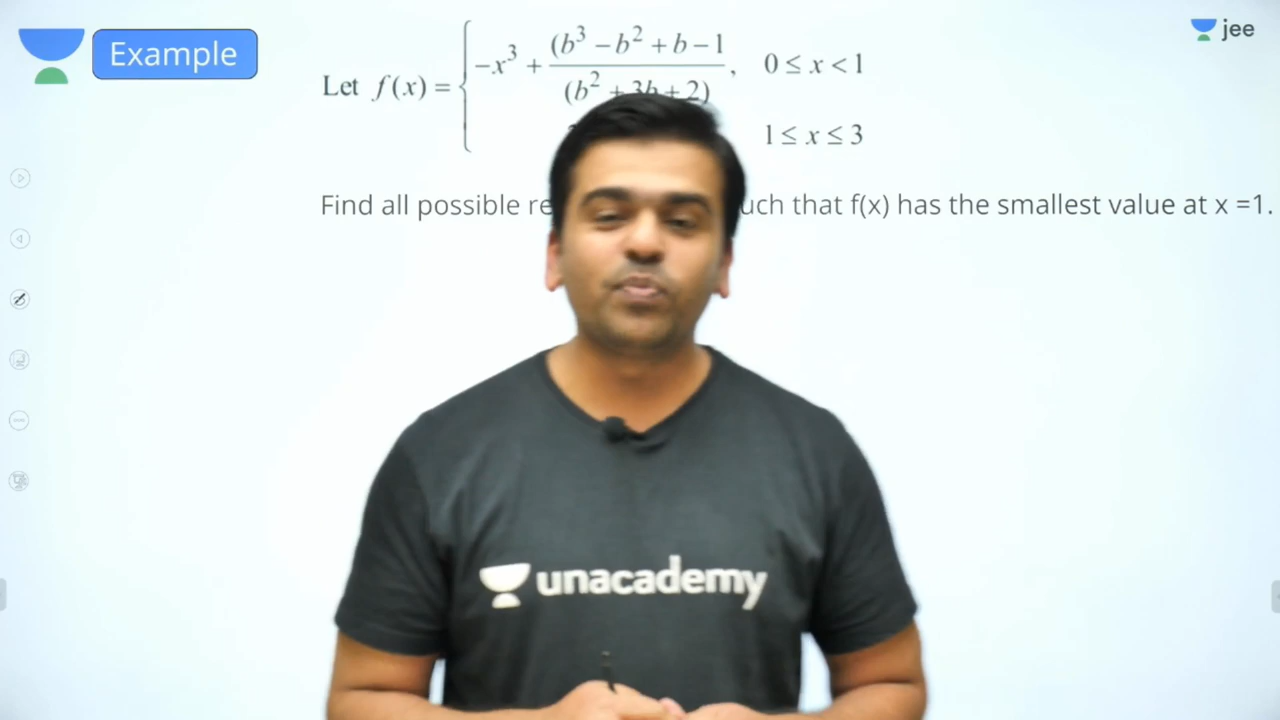 Example
jee
Let f(x) = { -x³ + (b³ - b² + b - 1 / (b² + 3b + 2) , 0 ≤ x < 1
1 ≤ x ≤ 3
Find all possible re uch that f(x) has the smallest value at x =1.
unacademy